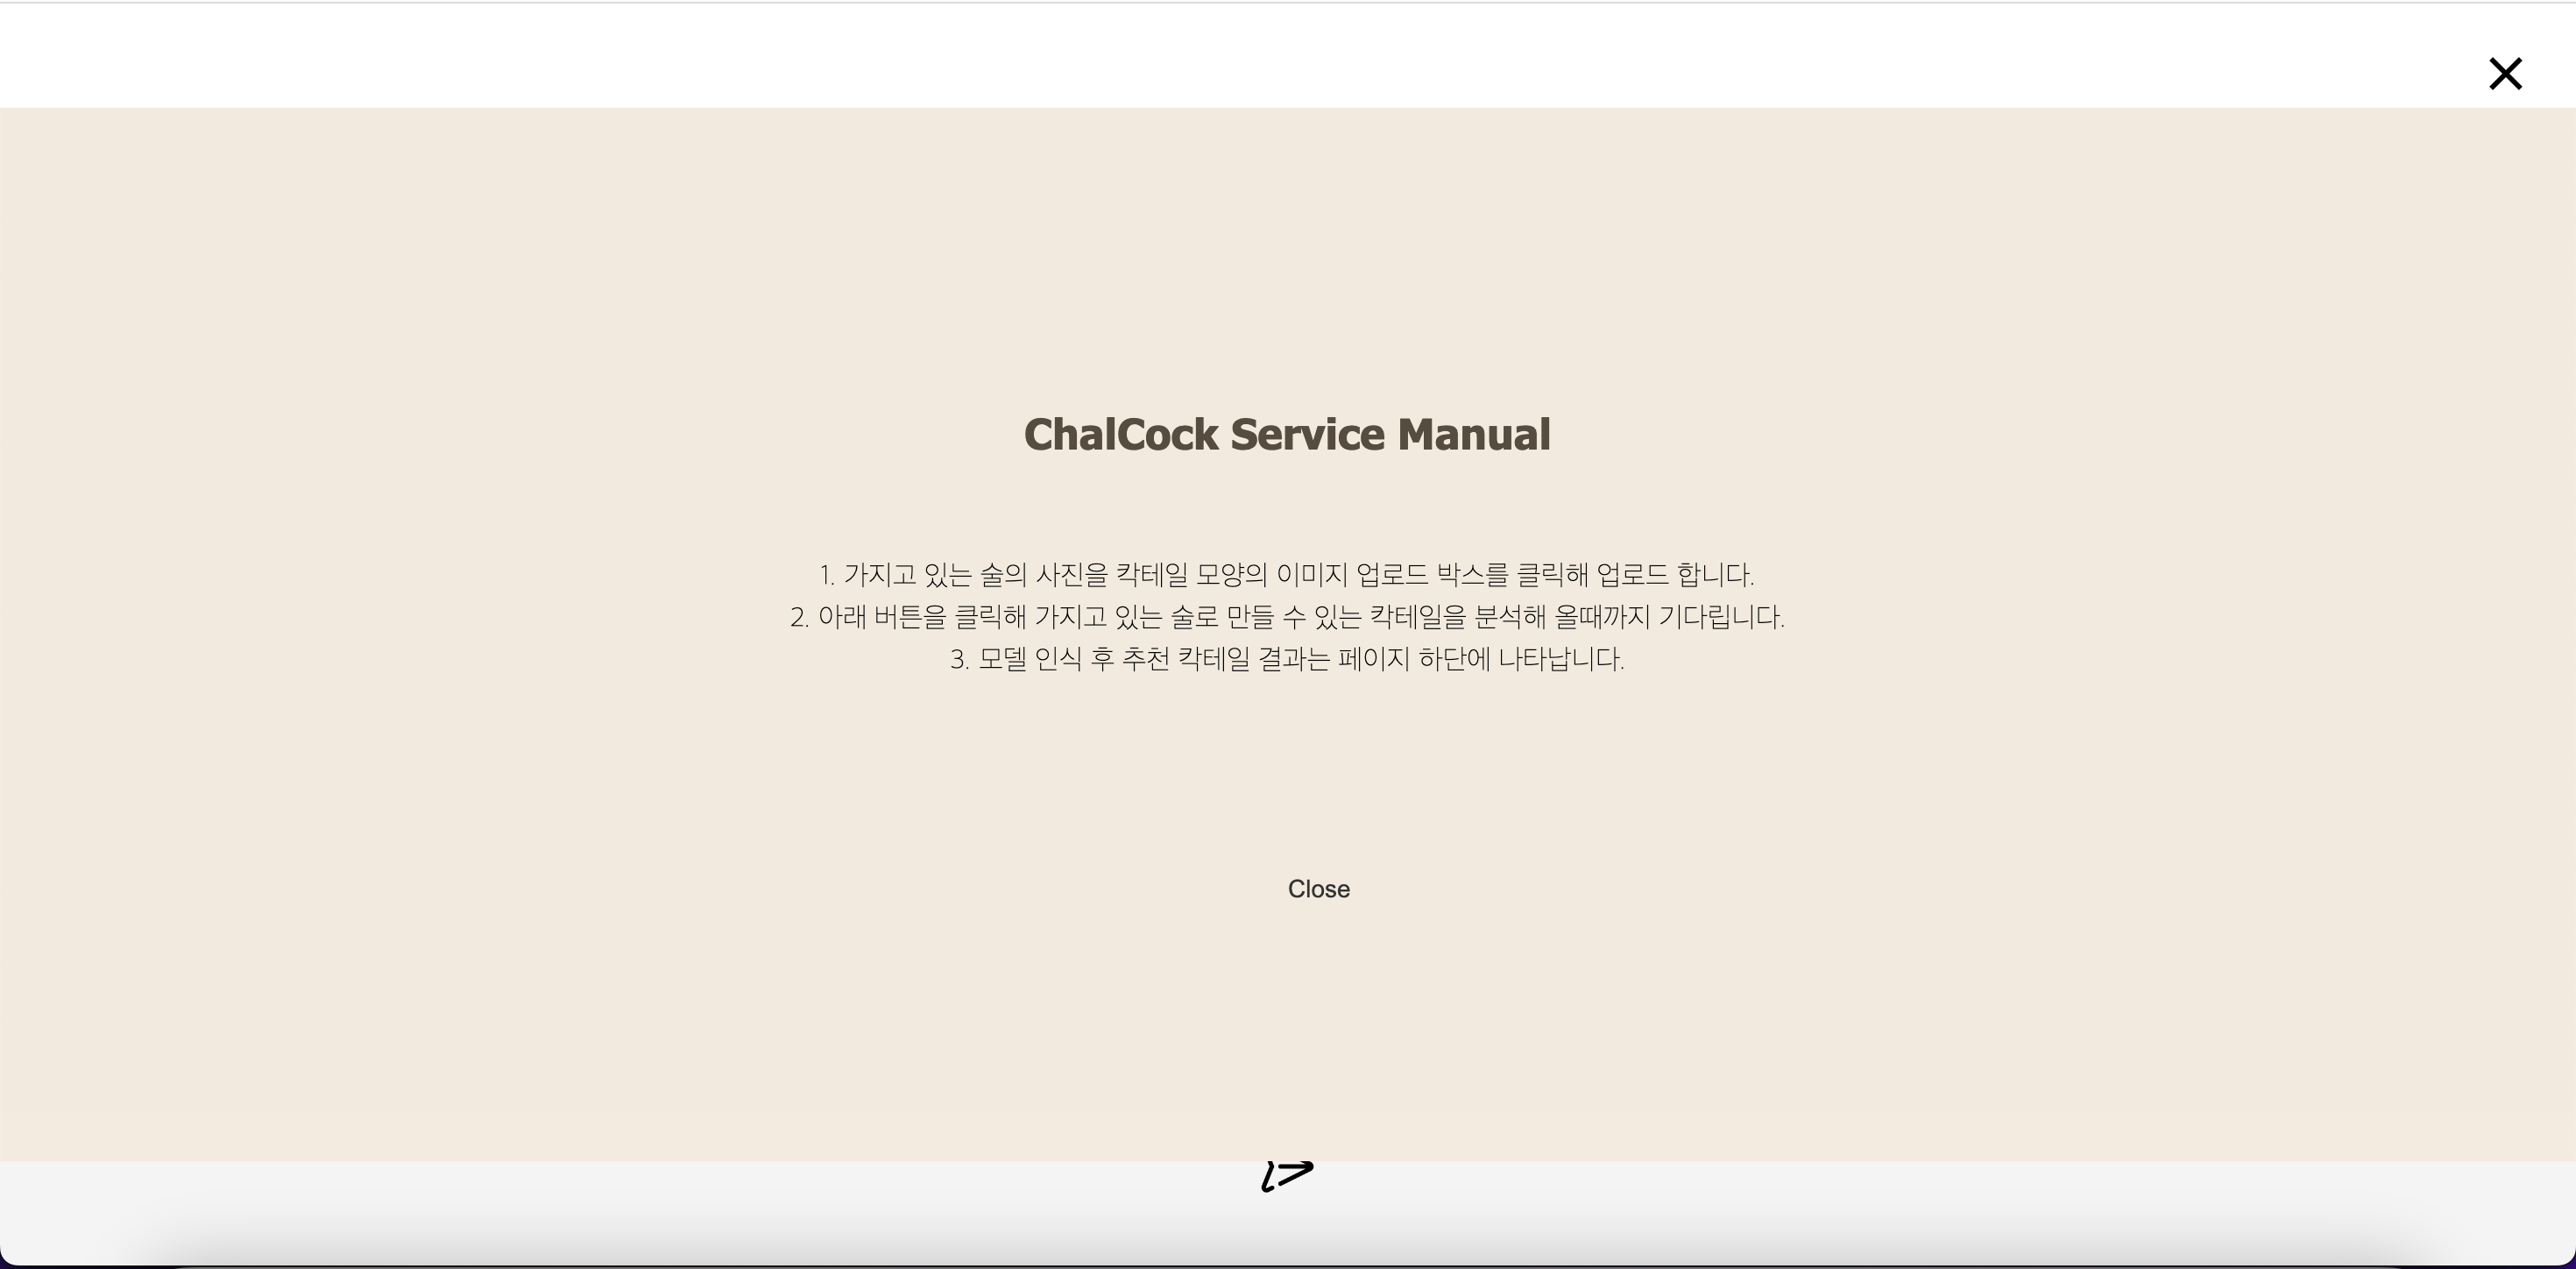 ChalCock Service Manual
1. 가지고 있는 술의 사진을 칵테일 모양의 이미지 업로드 박스를 클릭해 업로드 합니다.
2. 아래 버튼을 클릭해 가지고 있는 술로 만들 수 있는 칵테일을 분석해 올때까지 기다립니다.
3. 모델 인식 후 추천 칵테일 결과는 페이지 하단에 나타납니다.
Close